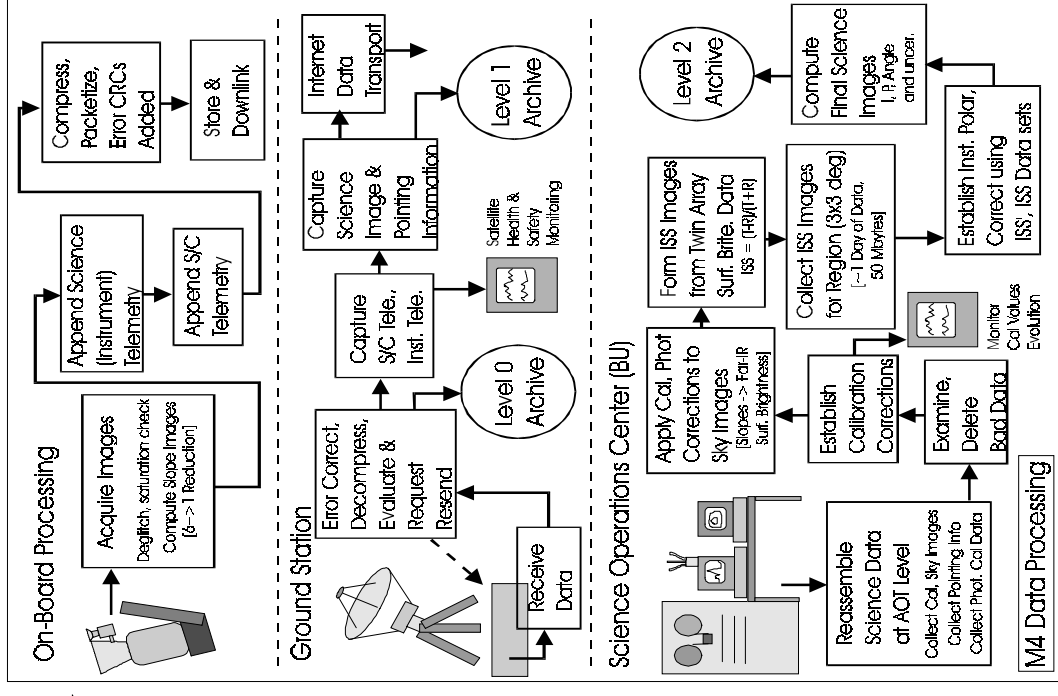 On-Board Processing
Acquire Images
Deglitch, saturation check
Compute Slope Images
[6-> 1 Reduction]
Append Science
(Instrument)
Telemetry
Append S/C
Telemetry
Compress,
Packetize,
Error CRCs
Added
Store &
Downlink
Ground Station
Receive
Data
Error Correct,
Decompress,
Evaluate &
Request
Resend
Level 0
Archive
Capture
S/C Tele.,
Inst. Tele.
Satellite
Health &
Safety
Monitoring
Capture
Science
Image &
Pointing
Information
Internet
Data
Transport
Level 1
Archive
Science Operations Center (BU)
Reassemble
Science Data
at AOT Level
Collect Cal, Sky Images
Collect Pointing Info
Collect Phot. Cal Data
Examine,
Delete
Bad Data
Establish
Calibration
Corrections
Monitor
Cal Values
Evolution
Apply Cal, Phot
Corrections to
Sky Images
[Slopes -> Far-IR
Surf. Brightness]
Form ISS Images
from Twin Array
Surf. Brite. Data
ISS = (T-R)/(T+R)
Collect ISS Images
for Region (3x3 deg)
[~1 Day of Data,
50 Mbytes)
Establish Inst. Polar,
Correct using
ISS', ISS Data sets
Compute
Final Science
Images
I, P, Angle
and uncer.
Level 2
Archive
M4 Data Processing